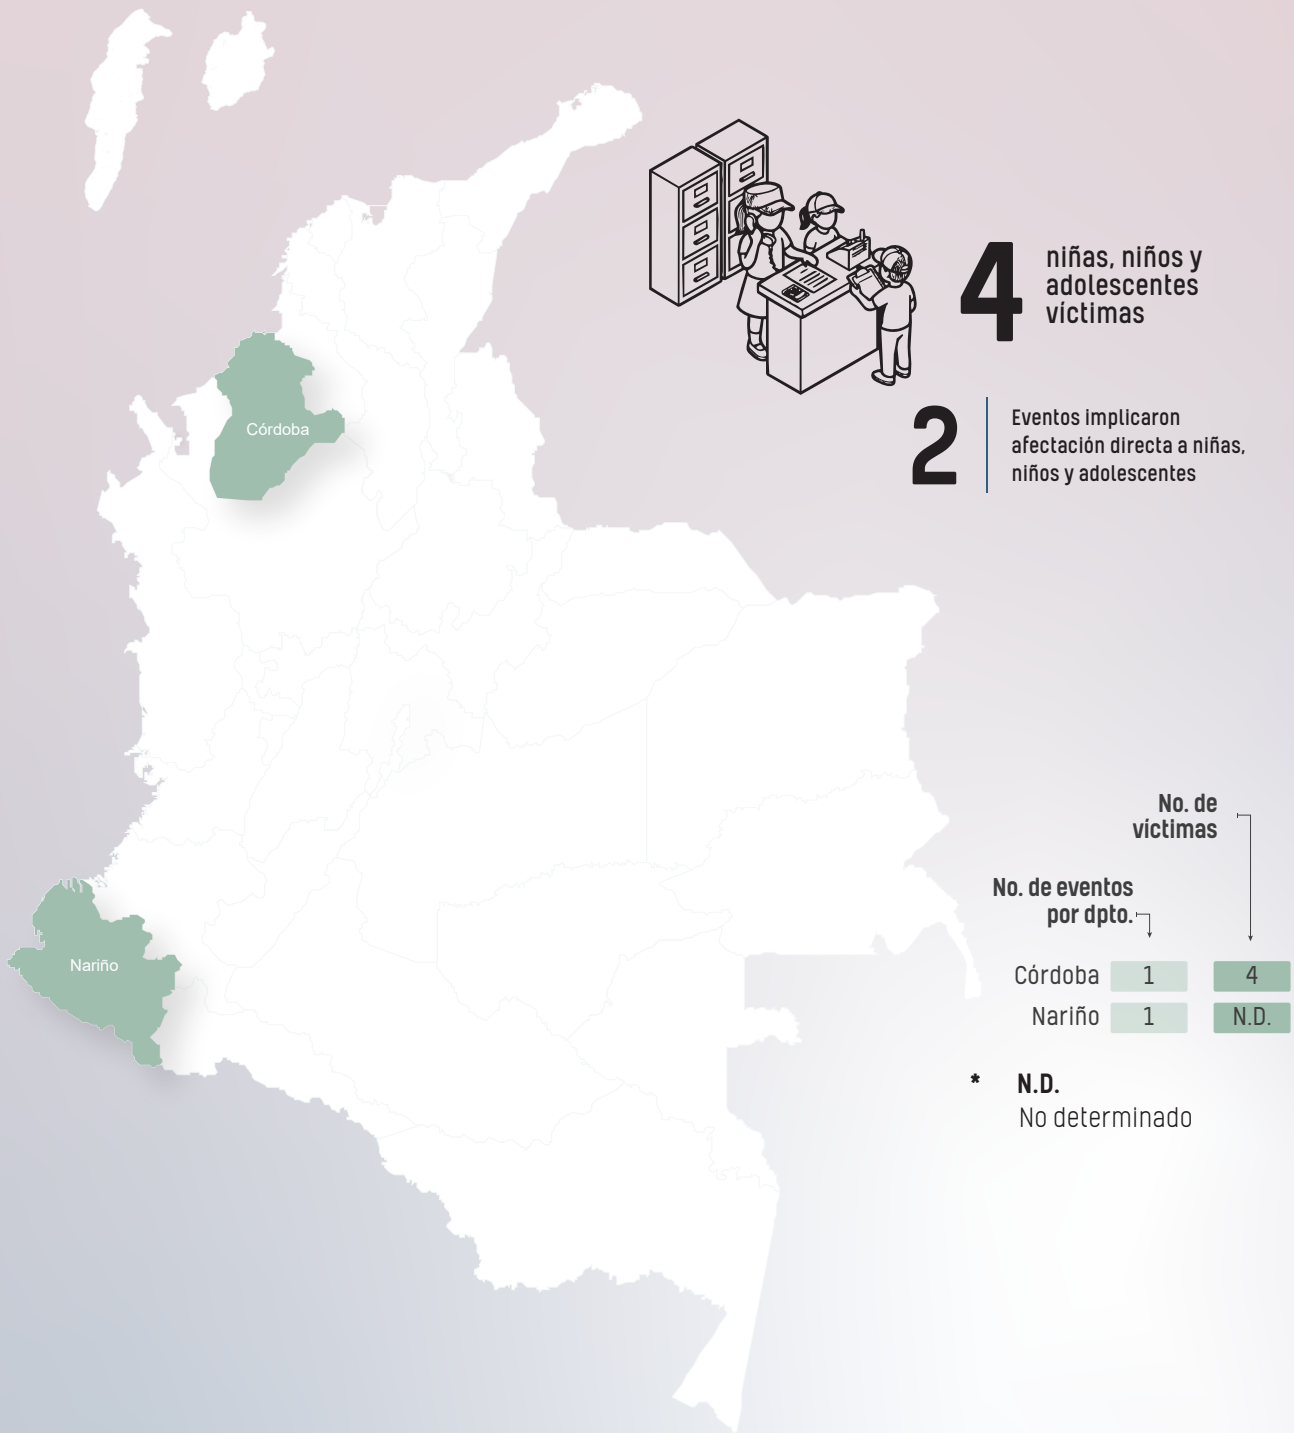 4
niñas, niños y
adolescentes
víctimas
2
Eventos implicaron
afectación directa a niñas,
niños y adolescentes
Córdoba
Nariño
No. de
víctimas
No. de eventos
por dpto.
Córdoba 1 4
Nariño 1 N.D.
* N.D.
No determinado